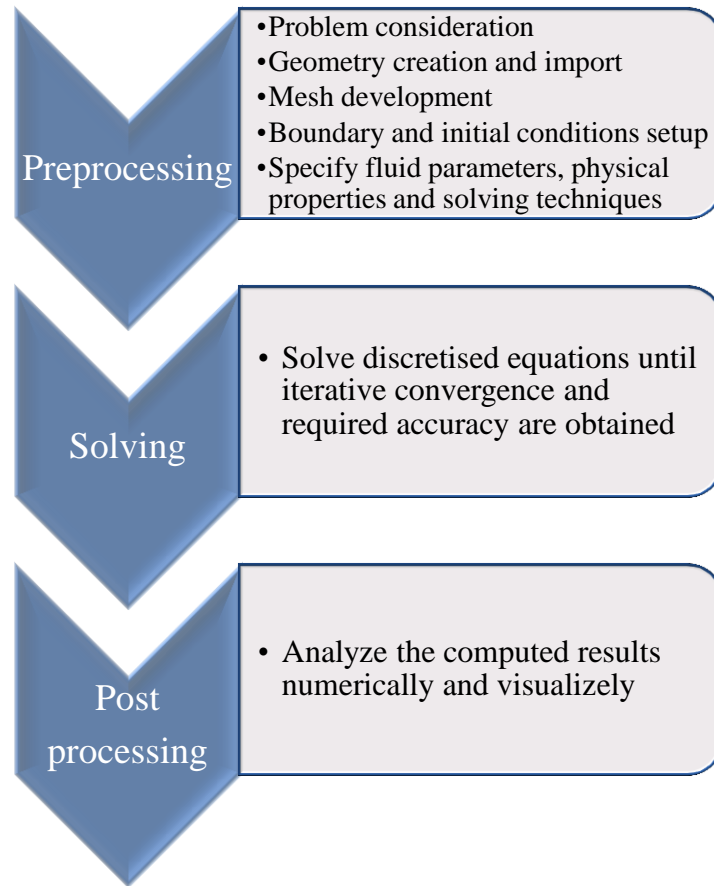 Preprocessing
•Problem consideration
•Geometry creation and import
•Mesh development
•Boundary and initial conditions setup
•Specify fluid parameters, physical
properties and solving techniques
Solving
• Solve discretised equations until
iterative convergence and
required accuracy are obtained
Post
processing
• Analyze the computed results
numerically and visualizely